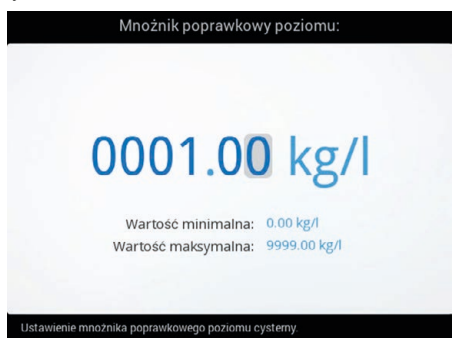 Mnożnik poprawkowy poziomu:
0001.00 kg/l
Wartość minimalna: 0.00 kg/l
Wartość maksymalna: 9999.00 kg/l
Ustawienie mnożnika poprawkowego poziomu cysterny.